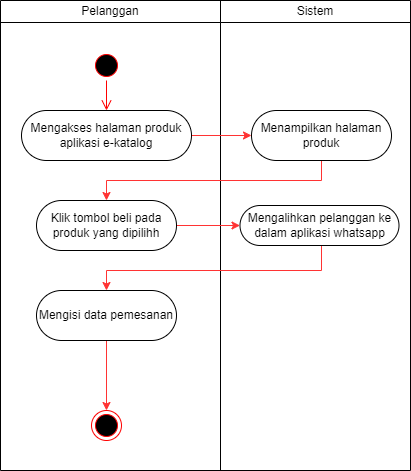 Pelanggan
Sistem
Mengakses halaman produk
aplikasi e-katalog
Menampilkan halaman
produk
Klik tombol beli pada
produk yang dipilihh
Mengalihkan pelanggan ke
dalam aplikasi whatsapp
Mengisi data pemesanan